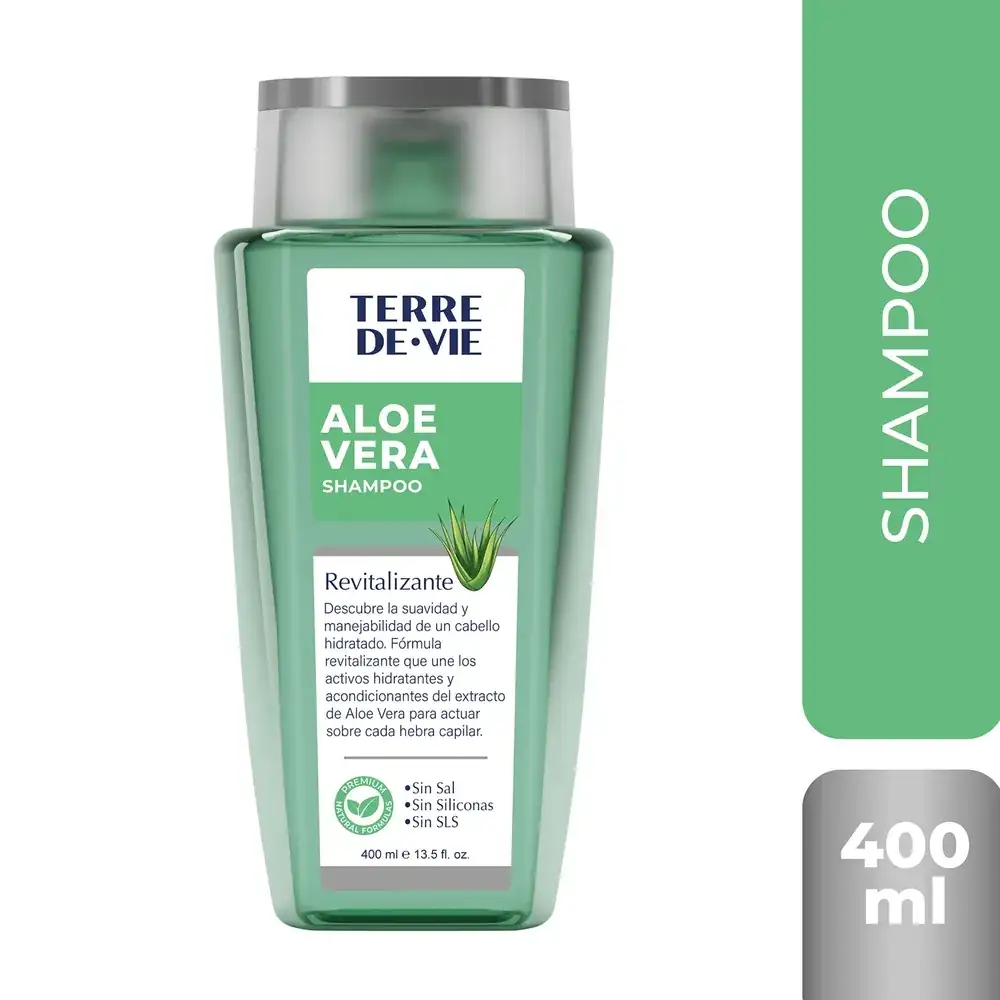 TERRE
DE•VIE
ALOE
VERA
SHAMPOO
Revitalizante
Descubre la suavidad y
manejabilidad de un cabello
hidratado. Fórmula
revitalizante que une los
activos hidratantes y
acondicionantes del extracto
de Aloe Vera para actuar
sobre cada hebra capilar.
PREMIUM
NATURAL FORMULAS
•Sin Sal
•Sin Siliconas
•Sin SLS
400 ml e 13.5 fl. oz.
SHAMPOO
400
ml